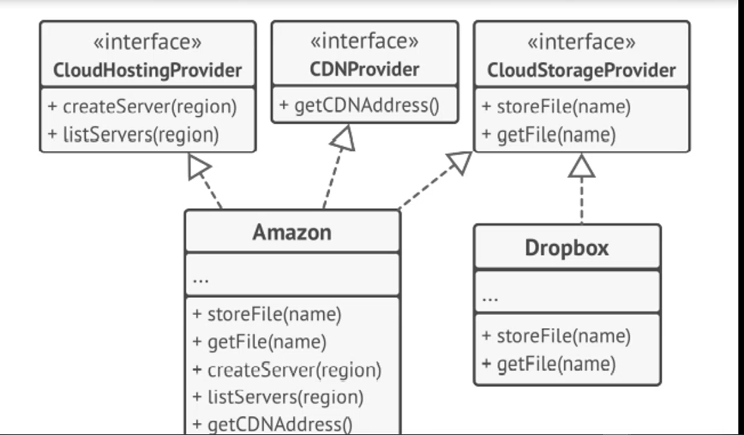 «interface»
CloudHostingProvider
+ createServer(region)
+ listServers(region)
«interface»
CDNProvider
+ getCDNAddress()
«interface»
CloudStorageProvider
+ storeFile(name)
+ getFile(name)
Amazon
...
+ storeFile(name)
+ getFile(name)
+ createServer(region)
+ listServers(region)
+ getCDNAddress()
Dropbox
...
+ storeFile(name)
+ getFile(name)